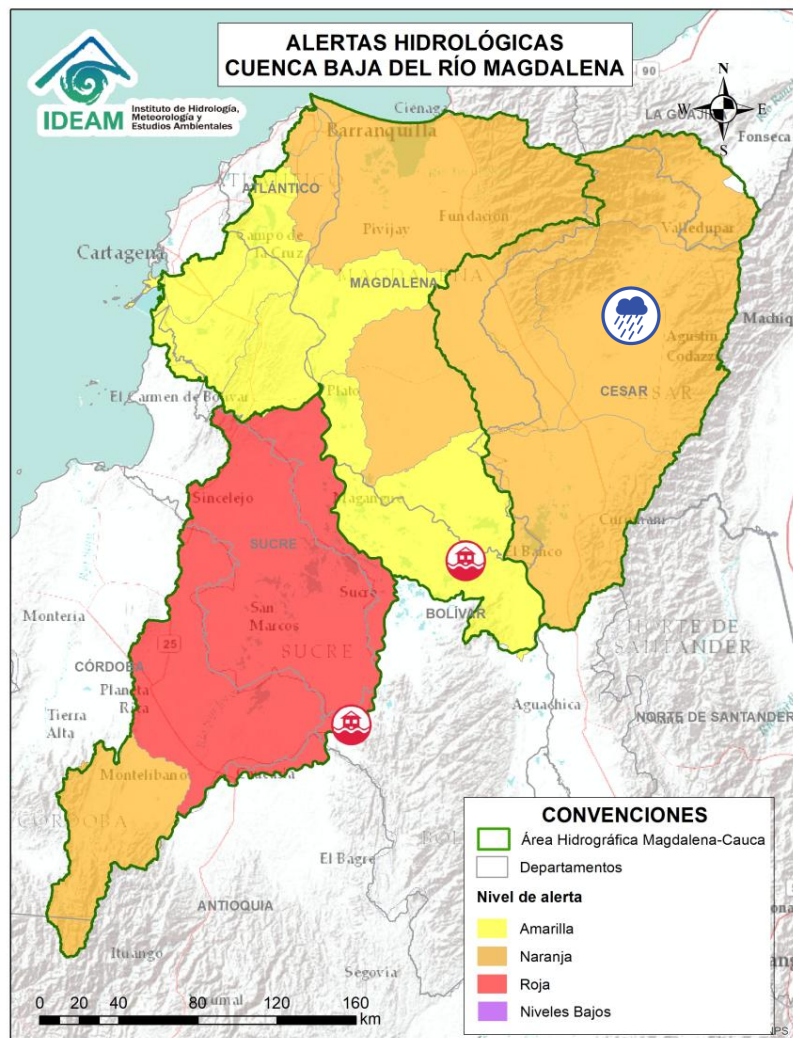 ALERTAS HIDROLÓGICAS
CUENCA BAJA DEL RÍO MAGDALENA
IDEAM
Instituto de Hidrología,
Meteorología y
Estudios Ambientales
90
N
W
E
S
Ciénaga
LA GUAJIRA
Barranquilla
Fonseca
ATLÁNTICO
Valledupar
Fundación
Pivijay
Cartagena
Campo de
la Cruz
MAGDALENA
MAGDALENA
Machiq
Agustín
Codazzi
Plato
CESAR
CESAR
El Carmen de Bolívar
Sincelejo
Magangué
SUCRE
El Banco
Sucre
San
Marcos
BOLÍVAR
Montería
25
SUCRE
NORTE DE
SANTANDER
CÓRDOBA
Planeta
Rica
Aguachica
NORTE DE SANTANDER
Tierra
Alta
Montelíbano
CÓRDOBA
El Bagre
ANTIOQUIA
Ituango
Segovia
CONVENCIONES
Área Hidrográfica Magdalena-Cauca
Departamentos
Nivel de alerta
Amarilla
Naranja
Roja
Niveles Bajos
0 20 40 80 120 160
km